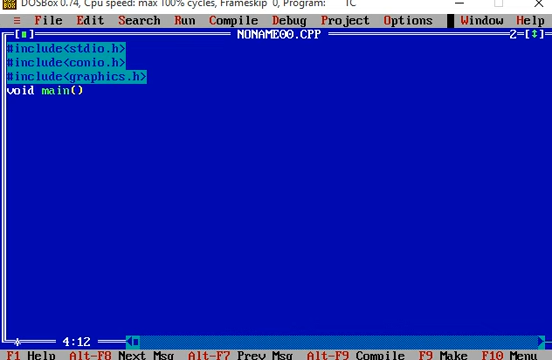 DOSBox 0.74, Cpu speed: max 100% cycles, Frameskip 0, Program: TC
≡ File Edit Search Run Compile Debug Project Options Window Help
[■] NONAME00.CPP 2=[↕]
#include<stdio.h>
#include<conio.h>
#include<graphics.h>
void main()
* 4:12
F1 Help Alt-F8 Next Msg Alt-F7 Prev Msg Alt-F9 Compile F9 Make F10 Menu